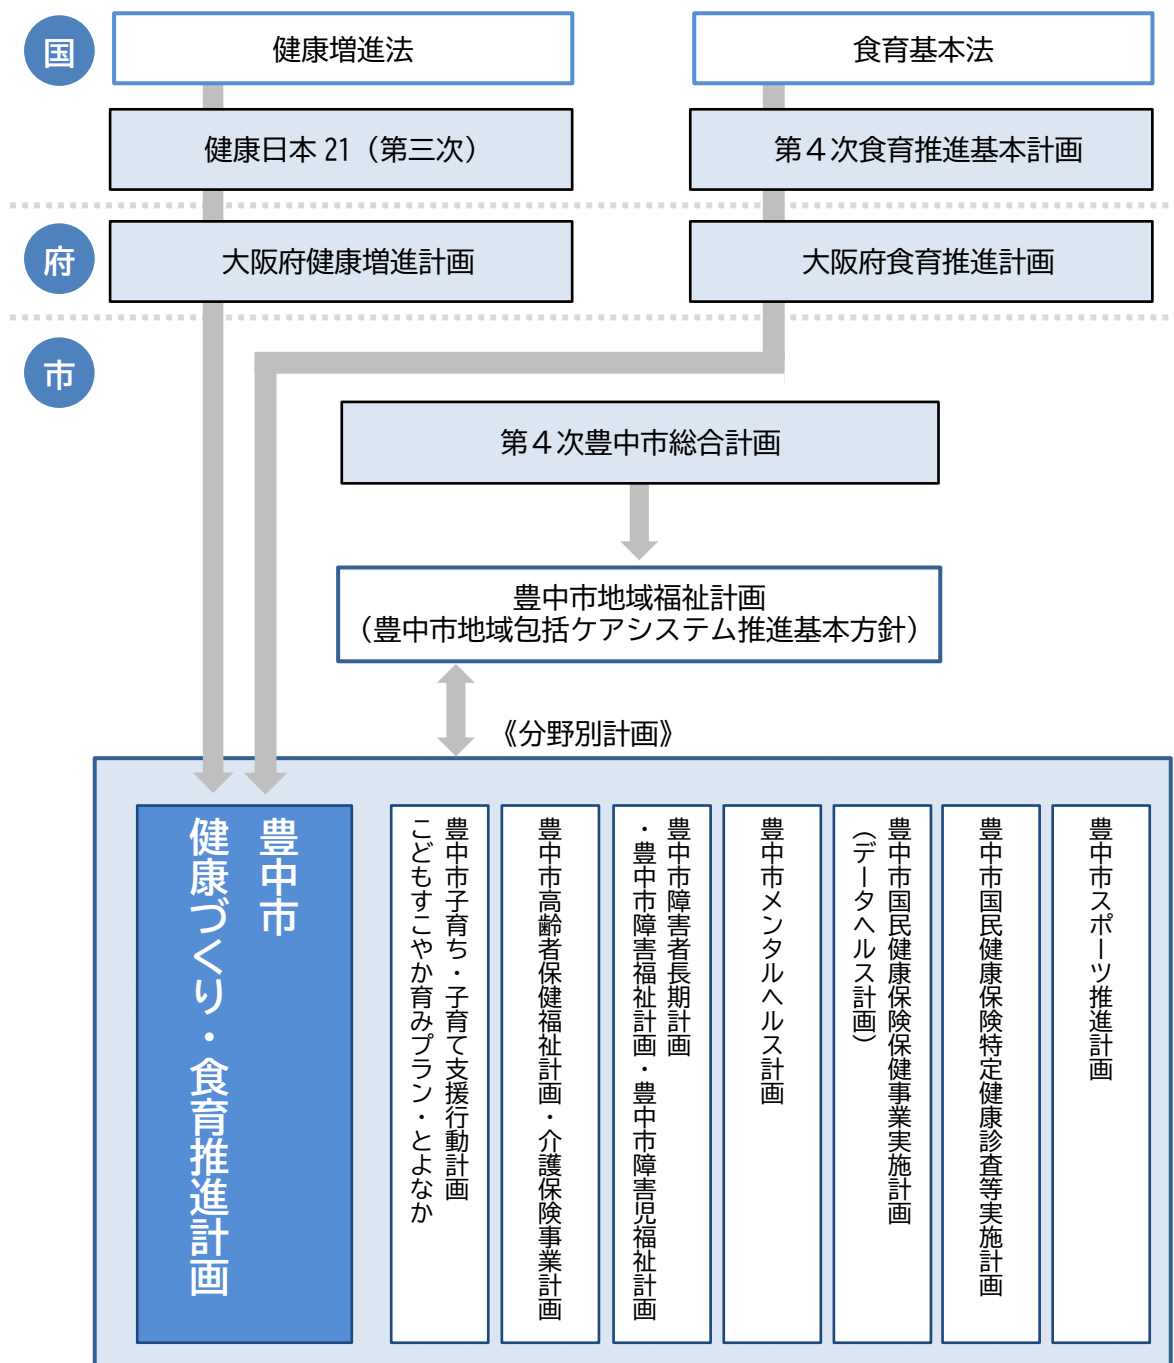 国
健康増進法
食育基本法
健康日本21(第三次)
第4次食育推進基本計画
府
大阪府健康増進計画
大阪府食育推進計画
市
第4次豊中市総合計画
豊中市地域福祉計画
(豊中市地域包括ケアシステム推進基本方針)
《分野別計画》
豊中市
健康づくり・食育推進計画
豊中市子育ち・子育て支援行動計画
こどもすこやか育みプラン・とよなか
豊中市高齢者保健福祉計画・介護保険事業計画
豊中市障害者長期計画
・豊中市障害福祉計画・豊中市障害児福祉計画
豊中市メンタルヘルス計画
豊中市国民健康保険保健事業実施計画
(データヘルス計画)
豊中市国民健康保険特定健康診査等実施計画
豊中市スポーツ推進計画